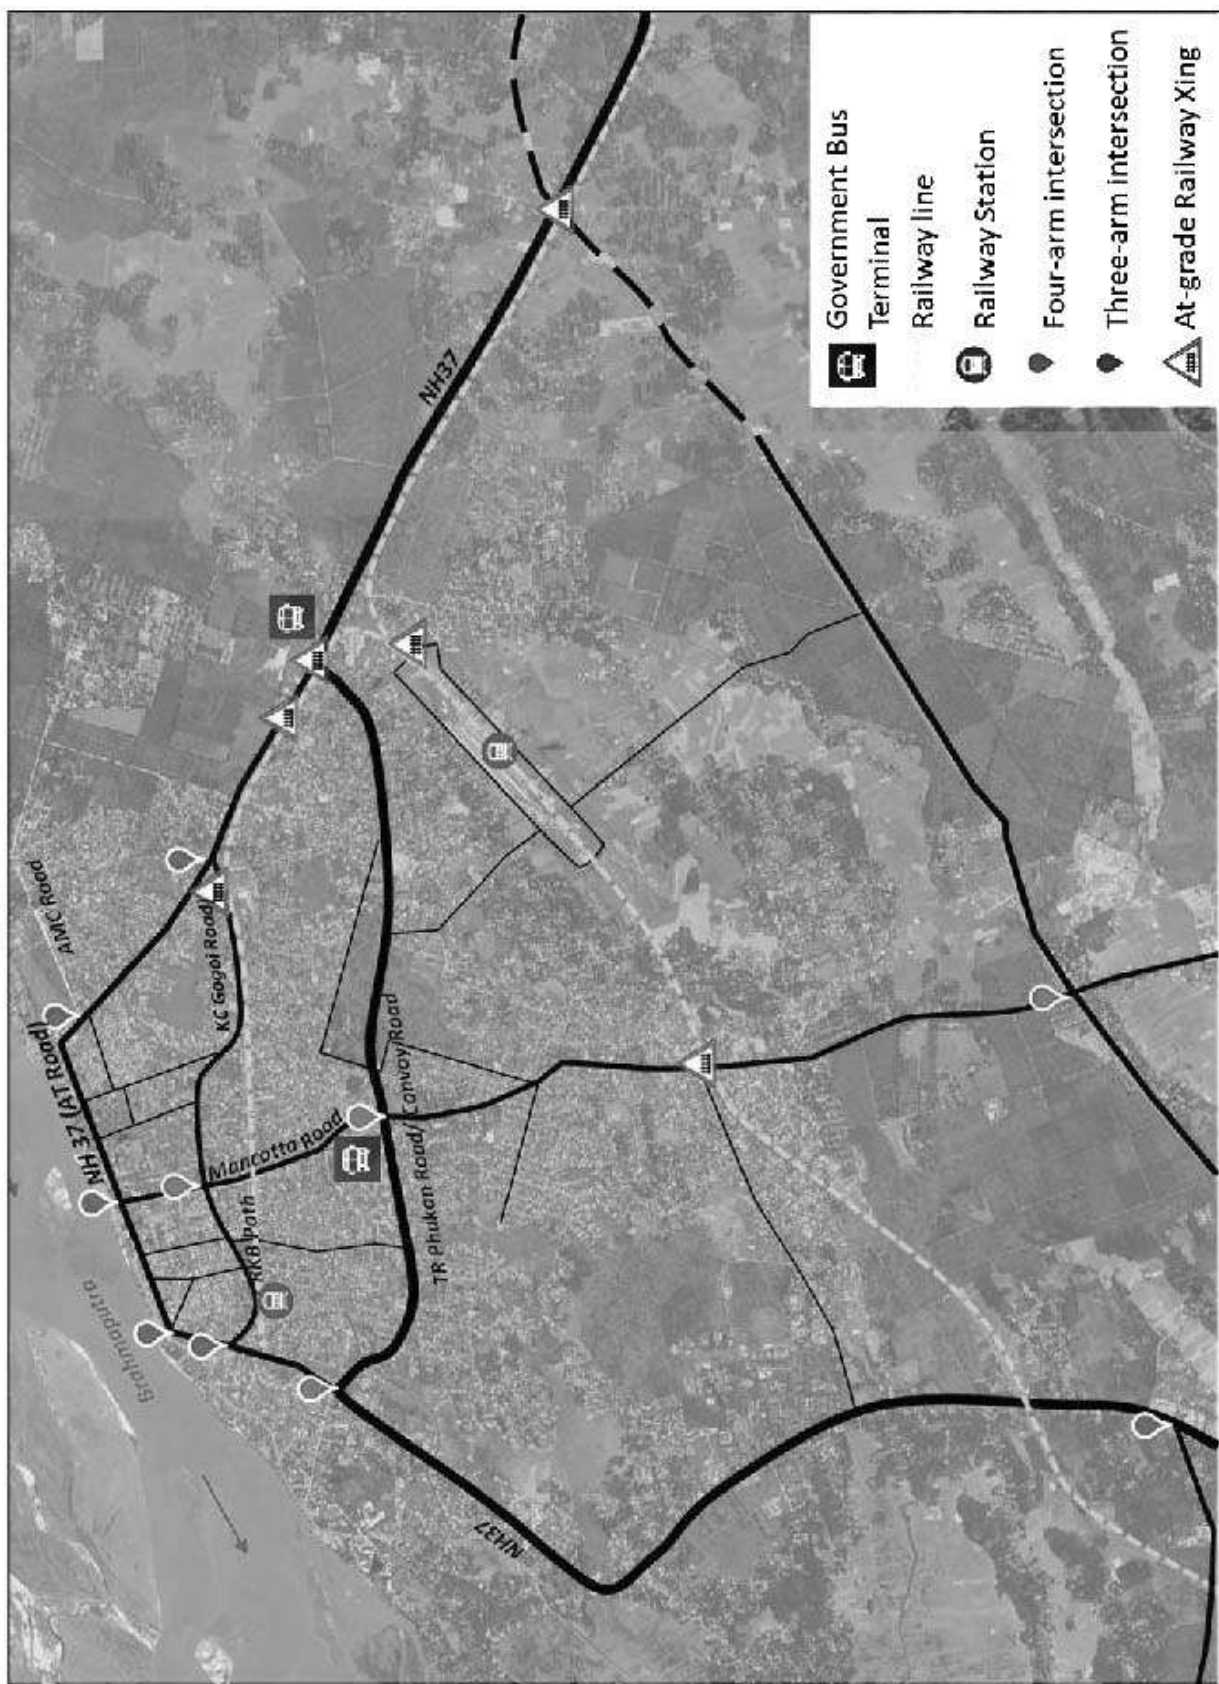 AMC Road
NH 37 (AT Road)
KC Gogoi Road
Mancotta Road
RKB Path
TR Phukan Road/ Convoy Road
Brahmaputra
NH37
NH37
Government Bus
Terminal
Railway line
Railway Station
Four-arm intersection
Three-arm intersection
At-grade Railway Xing